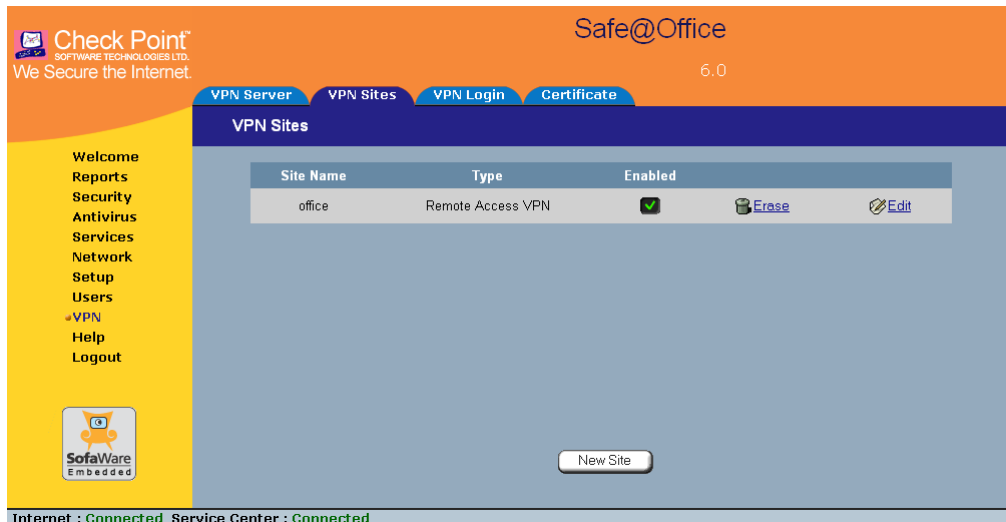 Check Point™
SOFTWARE TECHNOLOGIES LTD.
We Secure the Internet.
Safe@Office
6.0
VPN Server VPN Sites VPN Login Certificate
VPN Sites
Welcome
Reports
Security
Antivirus
Services
Network
Setup
Users
VPN
Help
Logout
SofaWare
Embedded
Site Name Type Enabled
office Remote Access VPN Erase Edit
New Site
Internet : Connected Service Center : Connected